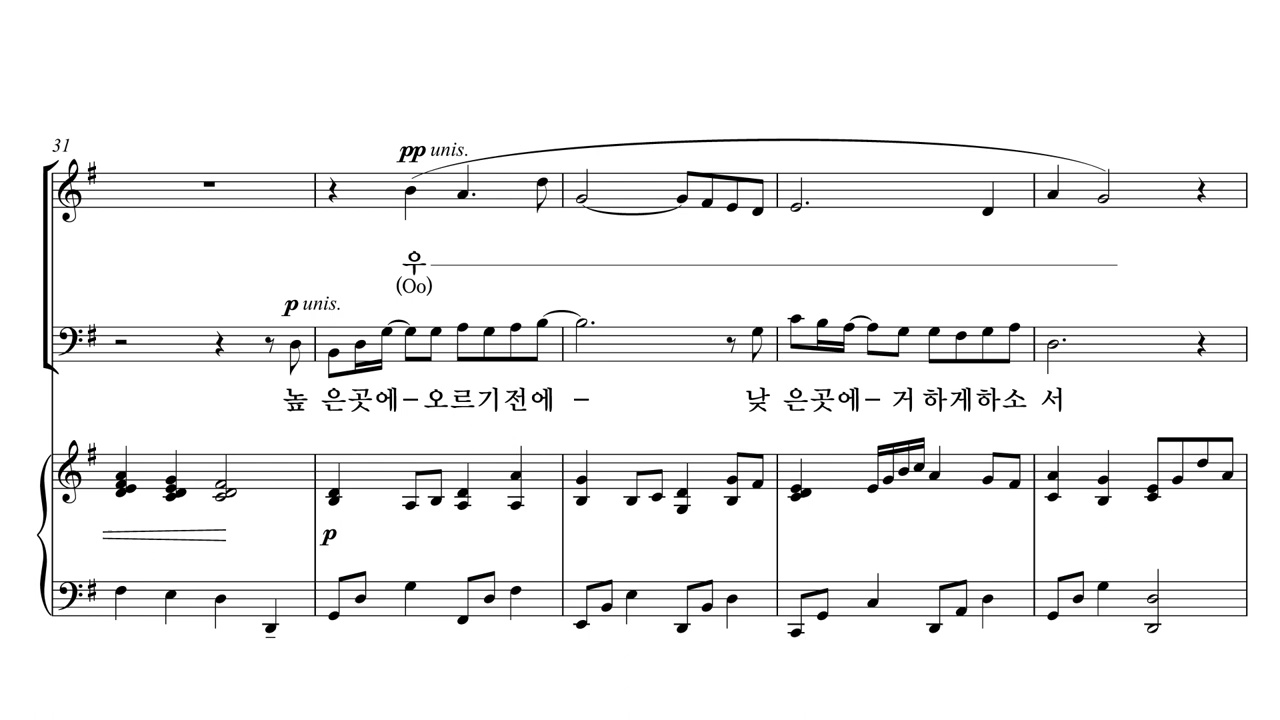 31
pp unis.
우
(Oo)
p unis.
높 은곳에– 오르기전에 – 낮 은곳에– 거 하게하소 서
p